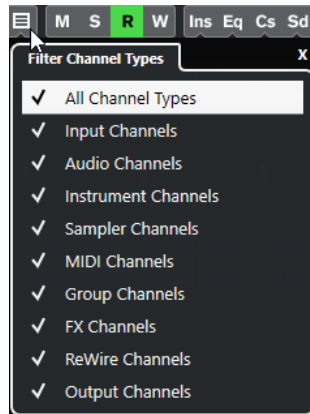 M S R W Ins Eq Cs Sd
Filter Channel Types X
All Channel Types
Input Channels
Audio Channels
Instrument Channels
Sampler Channels
MIDI Channels
Group Channels
FX Channels
ReWire Channels
Output Channels